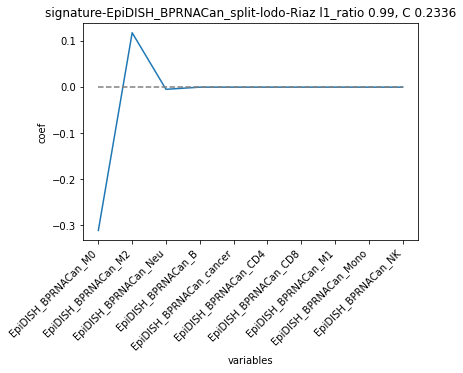 signature-EpiDISH_BPRNACan_split-lodo-Riaz l1_ratio 0.99, C 0.2336
0.1
0.0
−0.1
−0.2
−0.3
coef
EpiDISH_BPRNACan_M0
EpiDISH_BPRNACan_M2
EpiDISH_BPRNACan_Neu
EpiDISH_BPRNACan_B
EpiDISH_BPRNACan_cancer
EpiDISH_BPRNACan_CD4
EpiDISH_BPRNACan_CD8
EpiDISH_BPRNACan_M1
EpiDISH_BPRNACan_Mono
EpiDISH_BPRNACan_NK
variables